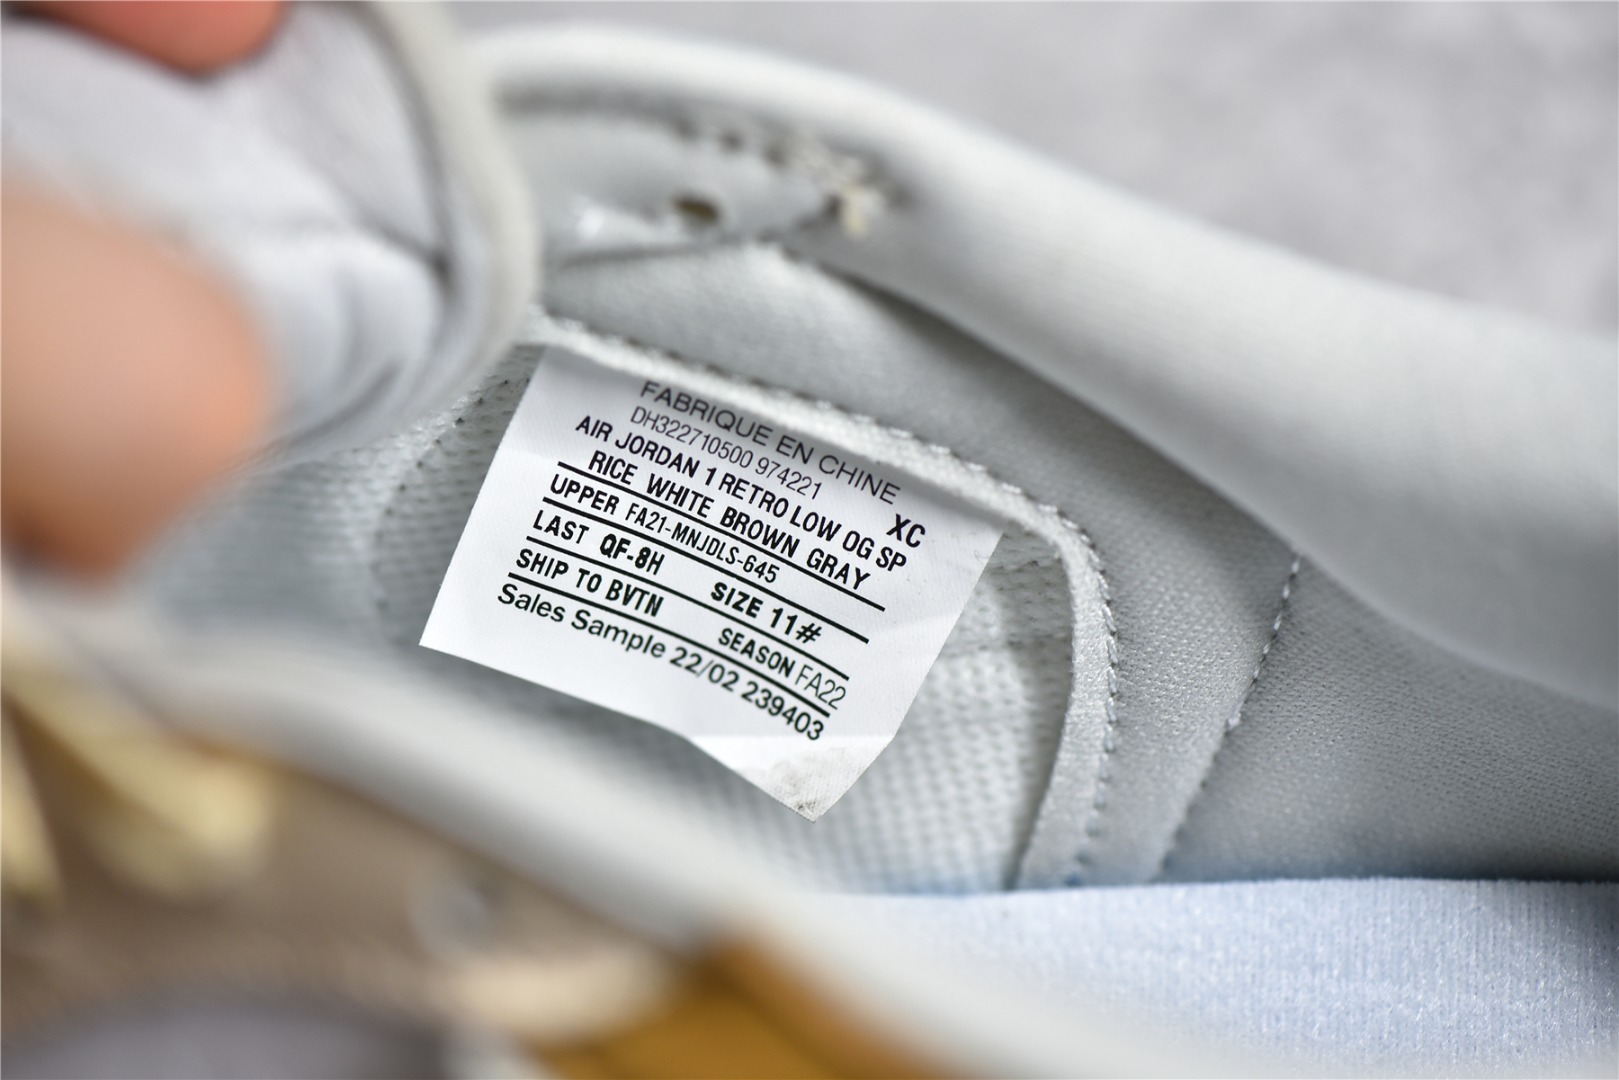 FABRIQUE EN CHINE
DH322710500 974221
XC
AIR JORDAN 1 RETRO LOW OG SP
RICE WHITE BROWN GRAY
UPPER FA21-MNJDLS-645
LAST QF-8H SIZE 11#
SHIP TO BVTN SEASON FA22
Sales Sample 22/02 239403